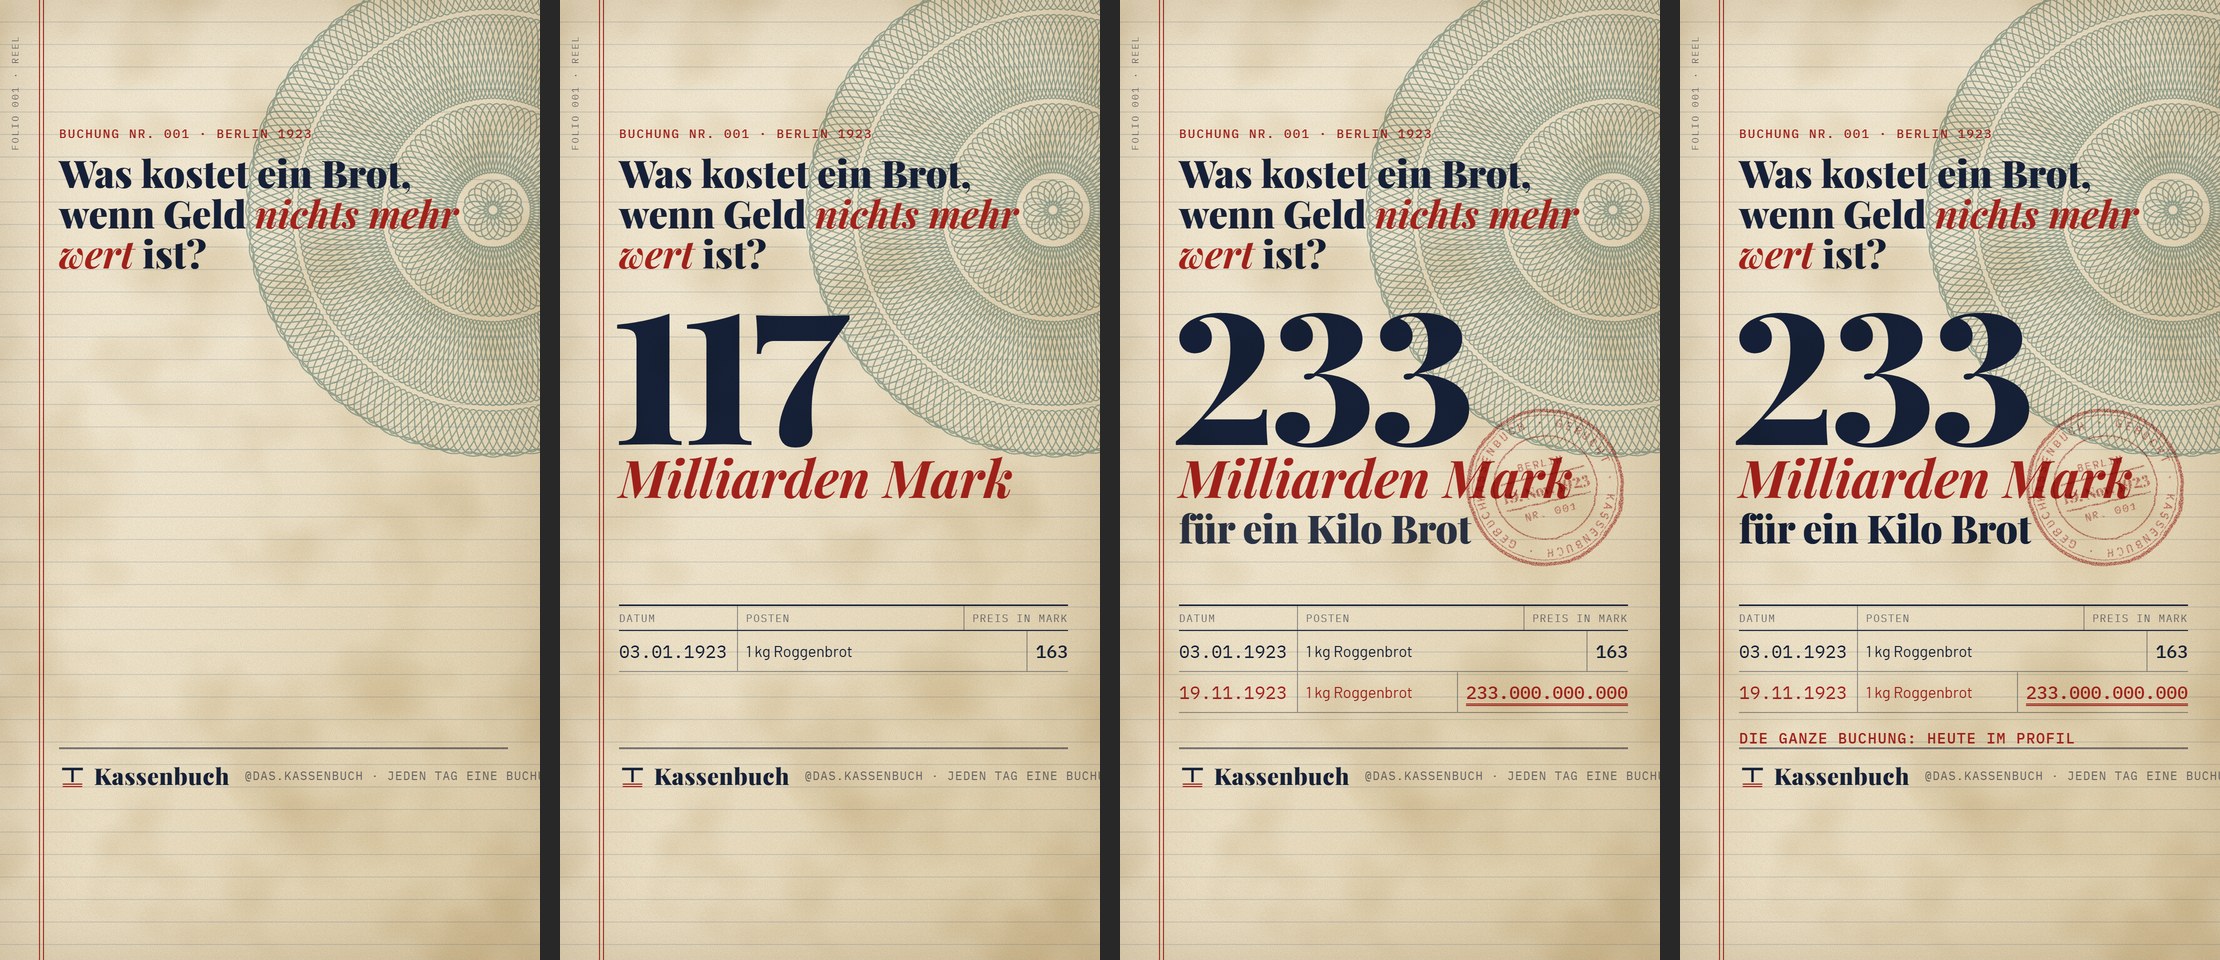 FOLIO 001 · REEL
BUCHUNG NR. 001 · BERLIN 1923
Was kostet ein Brot,
wenn Geld nichts mehr
wert ist?
Kassenbuch @DAS.KASSENBUCH · JEDEN TAG EINE
FOLIO 001 · REEL
BUCHUNG NR. 001 · BERLIN 1923
Was kostet ein Brot,
wenn Geld nichts mehr
wert ist?
117
Milliarden Mark
DATUM POSTEN PREIS IN MARK
03.01.1923 1 kg Roggenbrot 163
Kassenbuch @DAS.KASSENBUCH · JEDEN TAG EINE
FOLIO 001 · REEL
BUCHUNG NR. 001 · BERLIN 1923
Was kostet ein Brot,
wenn Geld nichts mehr
wert ist?
233
Milliarden Mark
für ein Kilo Brot
BERLIN
NR. 001
KASSENBUCH ·
DATUM POSTEN PREIS IN MARK
03.01.1923 1 kg Roggenbrot 163
19.11.1923 1 kg Roggenbrot 233.000.000.000
Kassenbuch @DAS.KASSENBUCH · JEDEN TAG EINE
FOLIO 001 · REEL
BUCHUNG NR. 001 · BERLIN 1923
Was kostet ein Brot,
wenn Geld nichts mehr
wert ist?
233
Milliarden Mark
für ein Kilo Brot
BERLIN
NR. 001
KASSENBUCH ·
DATUM POSTEN PREIS IN MARK
03.01.1923 1 kg Roggenbrot 163
19.11.1923 1 kg Roggenbrot 233.000.000.000
DIE GANZE BUCHUNG: HEUTE IM PROFIL
Kassenbuch @DAS.KASSENBUCH · JEDEN TAG EINE